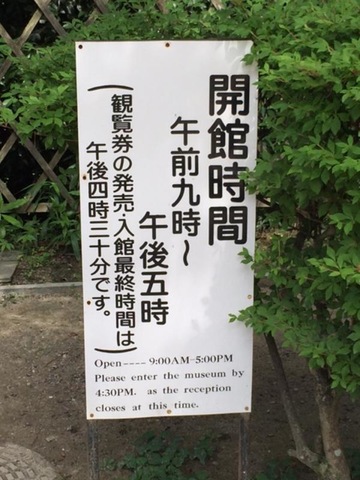 開館時間
午前九時〜
午後五時
(観覧券の発売・入館最終時間は
午後四時三十分です。)
Open---- 9:00AM-5:00PM
Please enter the museum by
4:30PM. as the reception
closes at this time.